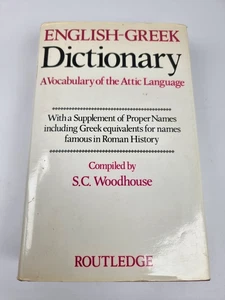 ENGLISH-GREEK
Dictionary
A Vocabulary of the Attic Language
With a Supplement of Proper Names
including Greek equivalents for names
famous in Roman History
Compiled by
S.C. Woodhouse
ROUTLEDGE